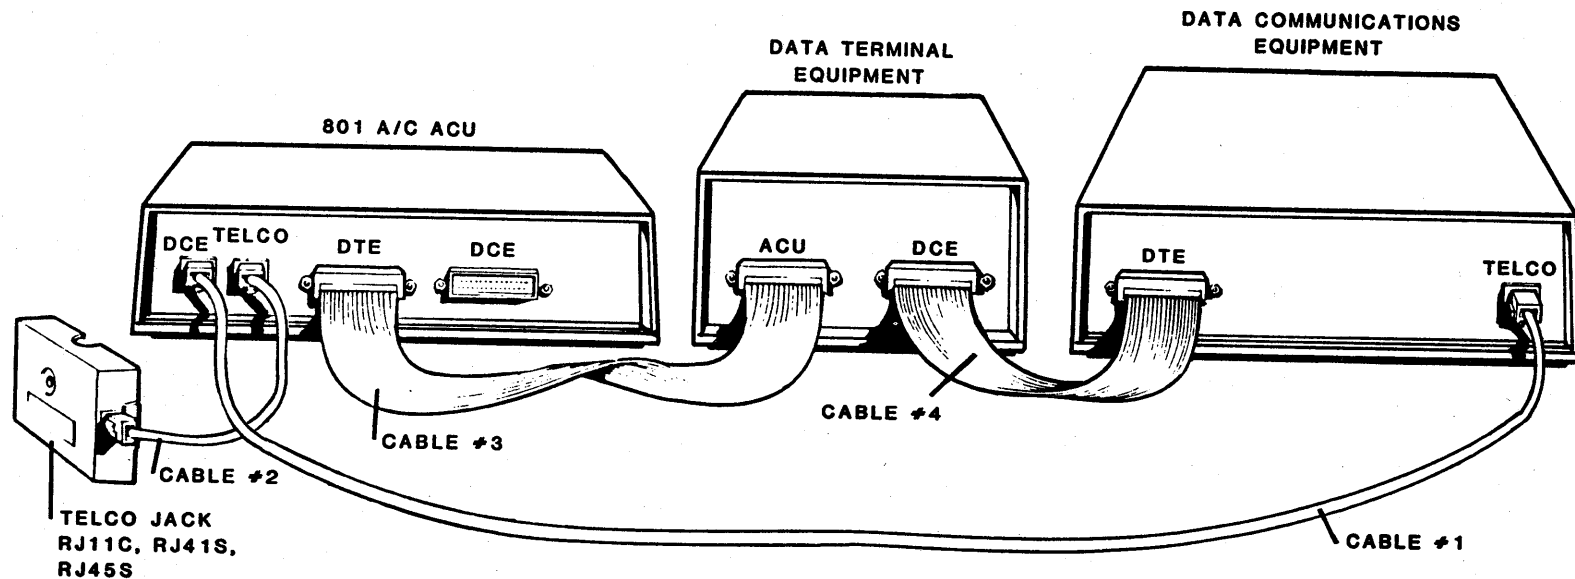 DATA COMMUNICATIONS
EQUIPMENT
DATA TERMINAL
EQUIPMENT
801 A/C ACU
DCE
TELCO
DTE
DCE
ACU
DCE
DTE
TELCO
CABLE #4
CABLE #3
CABLE #2
TELCO JACK
RJ11C, RJ41S,
RJ45S
CABLE #1